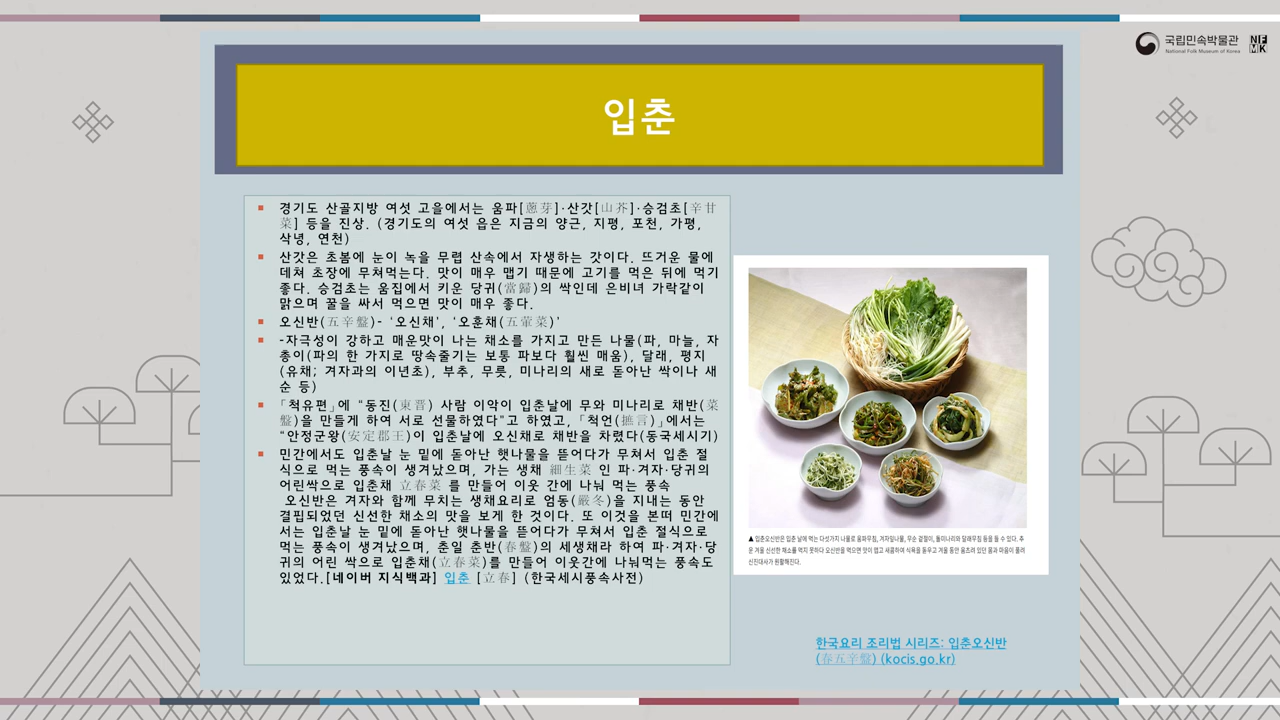 국립민속박물관
National Folk Museum of Korea
NF
MK
입춘
경기도 산골지방 여섯 고을에서는 움파[蔥芽]·산갓[山芥]·승검초[辛甘
菜] 등을 진상. (경기도의 여섯 읍은 지금의 양근, 지평, 포천, 가평,
삭녕, 연천)
산갓은 초봄에 눈이 녹을 무렵 산속에서 자생하는 갓이다. 뜨거운 물에
데쳐 초장에 무쳐먹는다. 맛이 매우 맵기 때문에 고기를 먹은 뒤에 먹기
좋다. 승검초는 움집에서 키운 당귀(當歸)의 싹인데 은비녀 가락같이
맑으며 꿀을 싸서 먹으면 맛이 매우 좋다.
오신반(五辛盤)- '오신채', '오훈채(五葷菜)'
-자극성이 강하고 매운맛이 나는 채소를 가지고 만든 나물(파, 마늘, 자
총이(파의 한 가지로 땅속줄기는 보통 파보다 훨씬 매움), 달래, 평지
(유채; 겨자과의 이년초), 부추, 무릇, 미나리의 새로 돋아난 싹이나 새
순 등)
「척유편」에 "동진(東晋) 사람 이악이 입춘날에 무와 미나리로 채반(菜
盤)을 만들게 하여 서로 선물하였다"고 하였고, 「척언(摭言)」에서는
"안정군왕(安定郡王)이 입춘날에 오신채로 채반을 차렸다(동국세시기)
민간에서도 입춘날 눈 밑에 돋아난 햇나물을 뜯어다가 무쳐서 입춘 절
식으로 먹는 풍속이 생겨났으며, 가는 생채 細生菜 인 파·겨자·당귀의
어린싹으로 입춘채 立春菜 를 만들어 이웃 간에 나눠 먹는 풍속
오신반은 겨자와 함께 무치는 생채요리로 엄동(嚴冬)을 지내는 동안
결핍되었던 신선한 채소의 맛을 보게 한 것이다. 또 이것을 본떠 민간에
서는 입춘날 눈 밑에 돋아난 햇나물을 뜯어다가 무쳐서 입춘 절식으로
먹는 풍속이 생겨났으며, 춘일 춘반(春盤)의 세생채라 하여 파·겨자·당
귀의 어린 싹으로 입춘채(立春菜)를 만들어 이웃간에 나눠먹는 풍속도
있었다.[네이버 지식백과] 입춘 [立春] (한국세시풍속사전)
▲ 입춘오신반은 입춘 날에 먹는 다섯가지 나물로 움파무침, 겨자잎나물, 무순 겉절이, 돌미나리와 달래무침 등을 들 수 있다. 추
운 겨울 신선한 채소를 먹지 못하다 오신반을 먹으면 맛이 맵고 새콤하여 식욕을 돋우고 겨울 동안 움츠려 있던 몸과 마음이 풀려
신진대사가 원활해진다.
한국요리 조리법 시리즈: 입춘오신반
(春五辛盤) (kocis.go.kr)